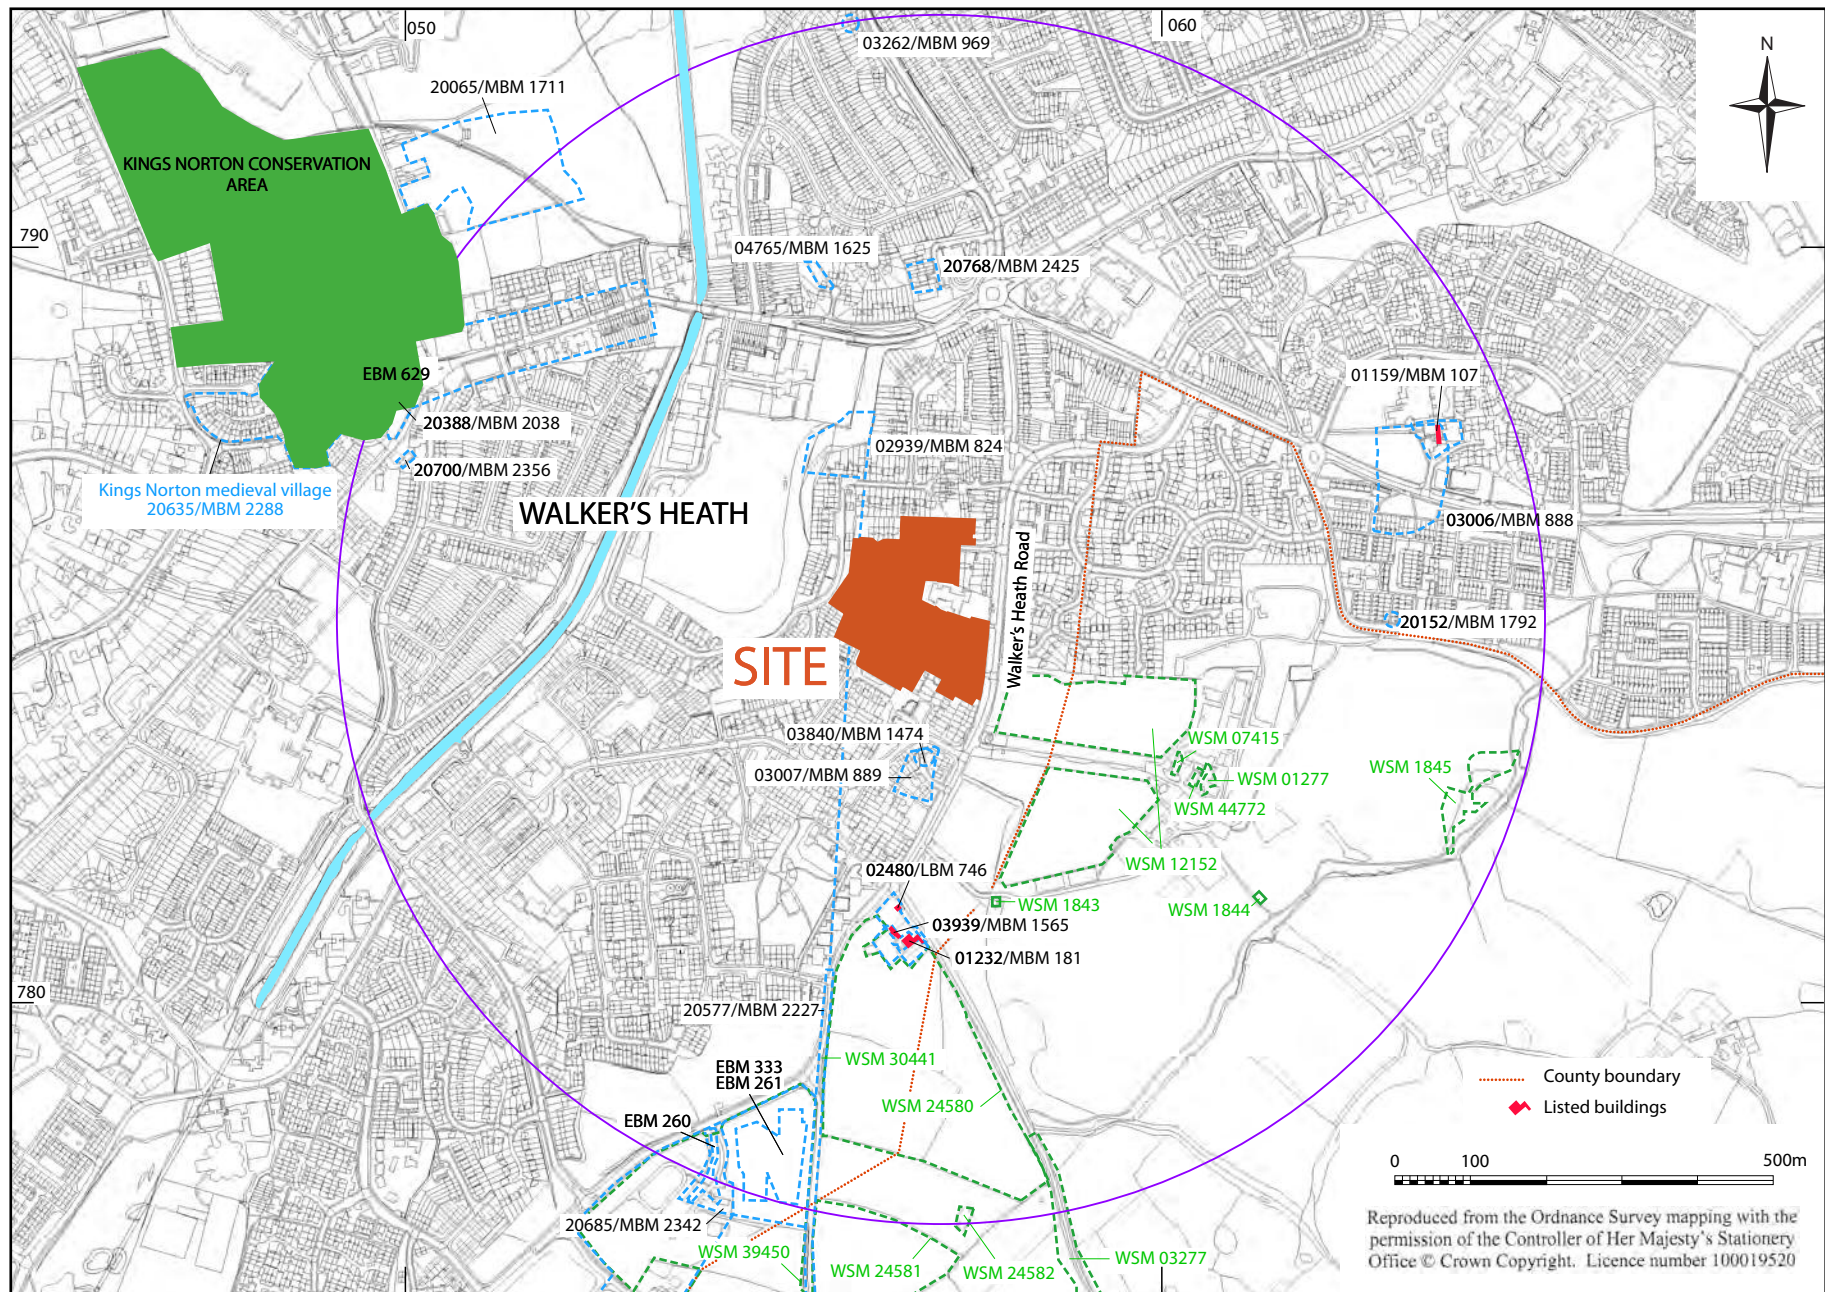 050
060
N
03262/MBM 969
20065/MBM 1711
KINGS NORTON CONSERVATION
AREA
790
04765/MBM 1625
20768/MBM 2425
EBM 629
01159/MBM 107
20388/MBM 2038
02939/MBM 824
20700/MBM 2356
Kings Norton medieval village
20635/MBM 2288
WALKER'S HEATH
03006/MBM 888
Walker's Heath Road
20152/MBM 1792
SITE
03840/MBM 1474
WSM 07415
03007/MBM 889
WSM 01277
WSM 1845
WSM 44772
WSM 12152
02480/LBM 746
WSM 1843
WSM 1844
03939/MBM 1565
01232/MBM 181
780
20577/MBM 2227
WSM 30441
EBM 333
EBM 261
WSM 24580
EBM 260
County boundary
Listed buildings
0
100
500m
20685/MBM 2342
WSM 39450
WSM 24581
WSM 24582
WSM 03277
Reproduced from the Ordnance Survey mapping with the
permission of the Controller of Her Majesty's Stationery
Office © Crown Copyright. Licence number 100019520